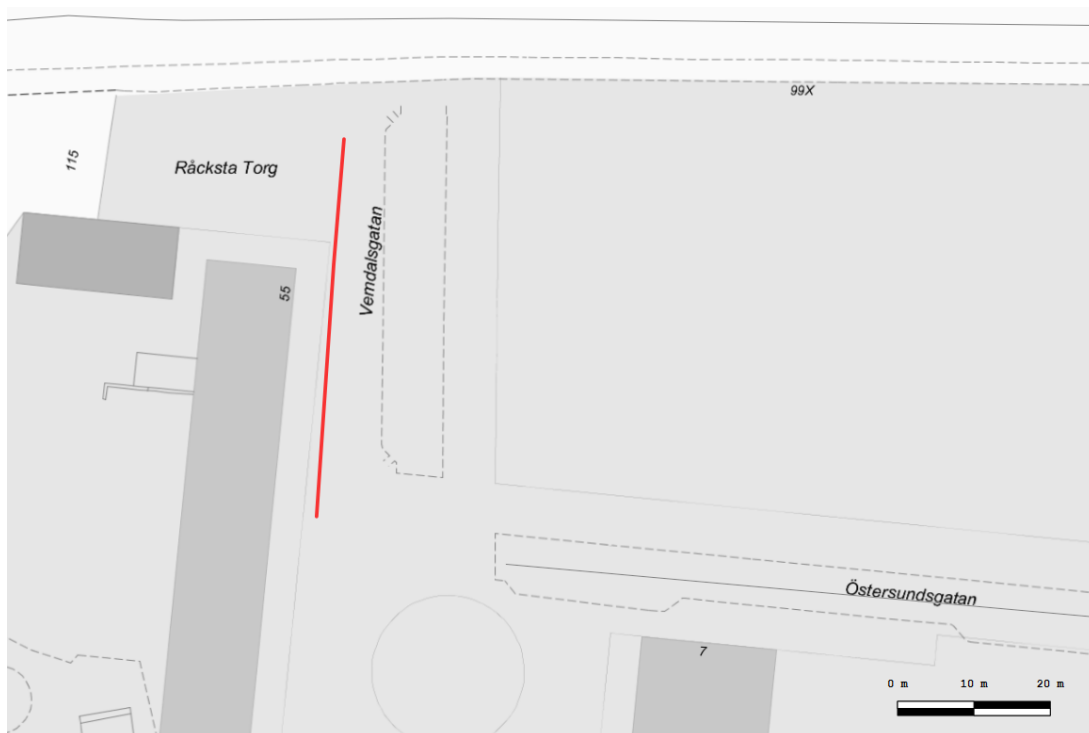 99X
115
Råcksta Torg
Vemdalsgatan
55
Östersundsgatan
7
0 m 10 m 20 m